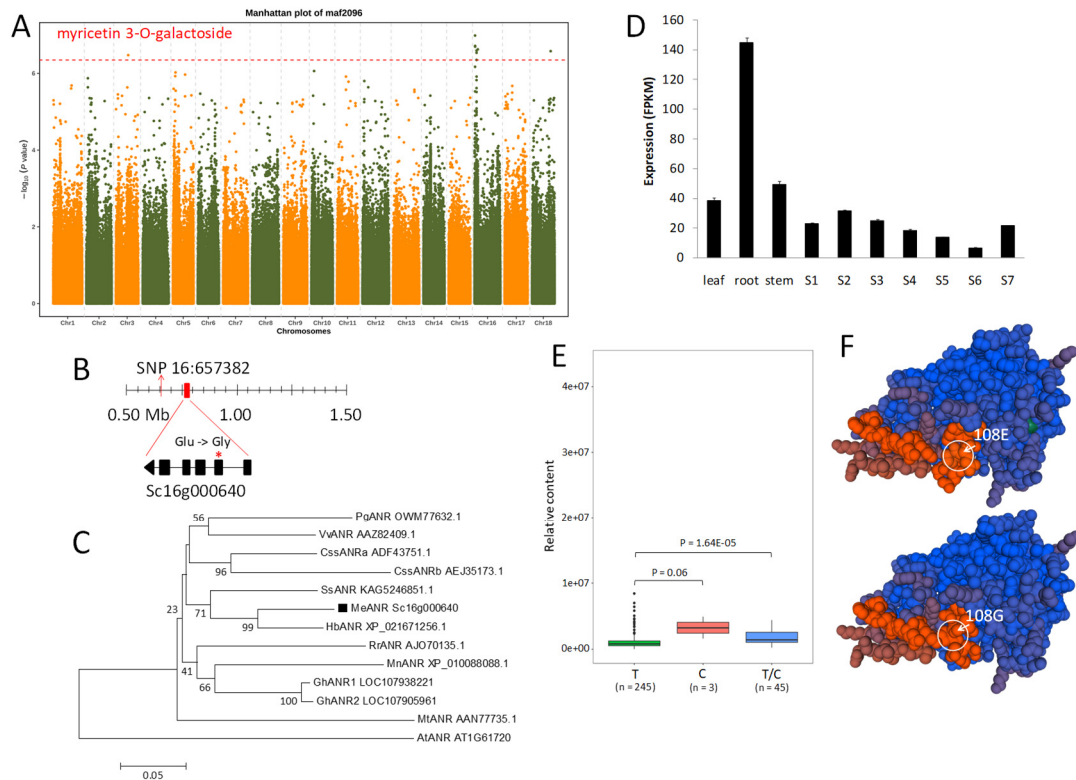 A
Manhattan plot of maf2096
myricetin 3-O-galactoside
−log10 (P value)
6
4
2
0
Chr1 Chr2 Chr3 Chr4 Chr5 Chr6 Chr7 Chr8 Chr9 Chr10 Chr11 Chr12 Chr13 Chr14 Chr15 Chr16 Chr17 Chr18
Chromosomes
B
SNP 16:657382
0.50 Mb 1.00 1.50
Glu -> Gly
*
Sc16g000640
C
56
PgANR OWM77632.1
VvANR AAZ82409.1
CssANRa ADF43751.1
96
CssANRb AEJ35173.1
23
71
SsANR KAG5246851.1
MeANR Sc16g000640
99
HbANR XP_021671256.1
RrANR AJO70135.1
41
MnANR XP_010088088.1
66
GhANR1 LOC107938221
100
GhANR2 LOC107905961
MtANR AAN77735.1
AtANR AT1G61720
0.05
D
Expression (FPKM)
160
140
120
100
80
60
40
20
0
leaf root stem S1 S2 S3 S4 S5 S6 S7
E
Relative content
4e+07
3e+07
2e+07
1e+07
0e+00
P = 1.64E-05
P = 0.06
T C T/C
(n = 245) (n = 3) (n = 45)
F
108E
108G